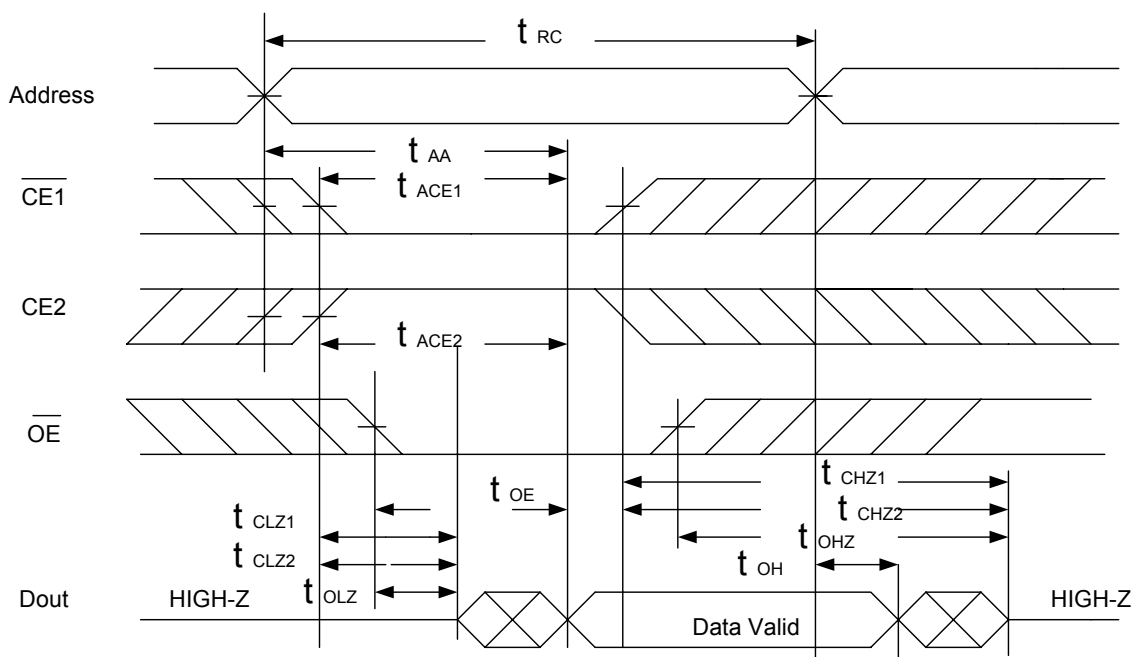 t RC
Address
t AA
CE1
t ACE1
CE2
t ACE2
OE
t CHZ1
t OE
t CLZ1
t CHZ2
t OHZ
t CLZ2
t OH
t OLZ
Dout
HIGH-Z
Data Valid
HIGH-Z